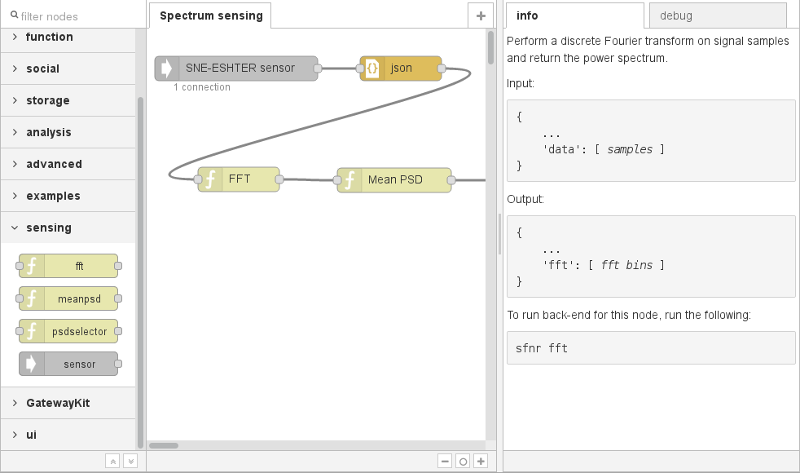 filter nodes
function
social
storage
analysis
advanced
examples
sensing
fft
meanpsd
psdselector
sensor
GatewayKit
ui
Spectrum sensing
SNE-ESHTER sensor
1 connection
json
FFT
Mean PSD
info
debug
Perform a discrete Fourier transform on signal samples
and return the power spectrum.
Input:
{
...
'data': [ samples ]
}
Output:
{
...
'fft': [ fft bins ]
}
To run back-end for this node, run the following:
sfnr fft